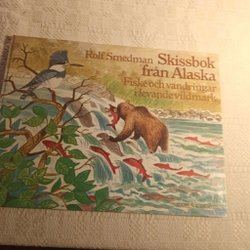 Rolf Smedman Skissbok
från Alaska
Fiske och vandringar
i levande vildmark